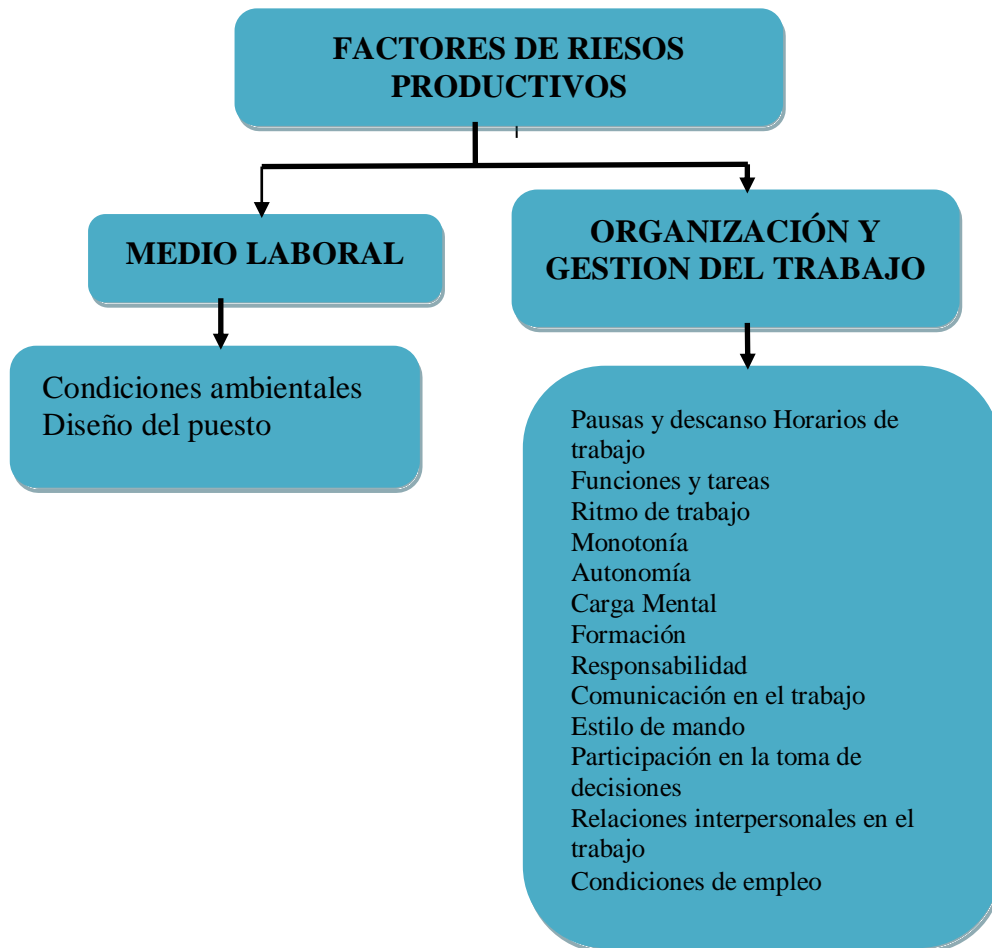 FACTORES DE RIESOS
PRODUCTIVOS
MEDIO LABORAL
ORGANIZACIÓN Y
GESTION DEL TRABAJO
Condiciones ambientales
Diseño del puesto
Pausas y descanso Horarios de
trabajo
Funciones y tareas
Ritmo de trabajo
Monotonía
Autonomía
Carga Mental
Formación
Responsabilidad
Comunicación en el trabajo
Estilo de mando
Participación en la toma de
decisiones
Relaciones interpersonales en el
trabajo
Condiciones de empleo